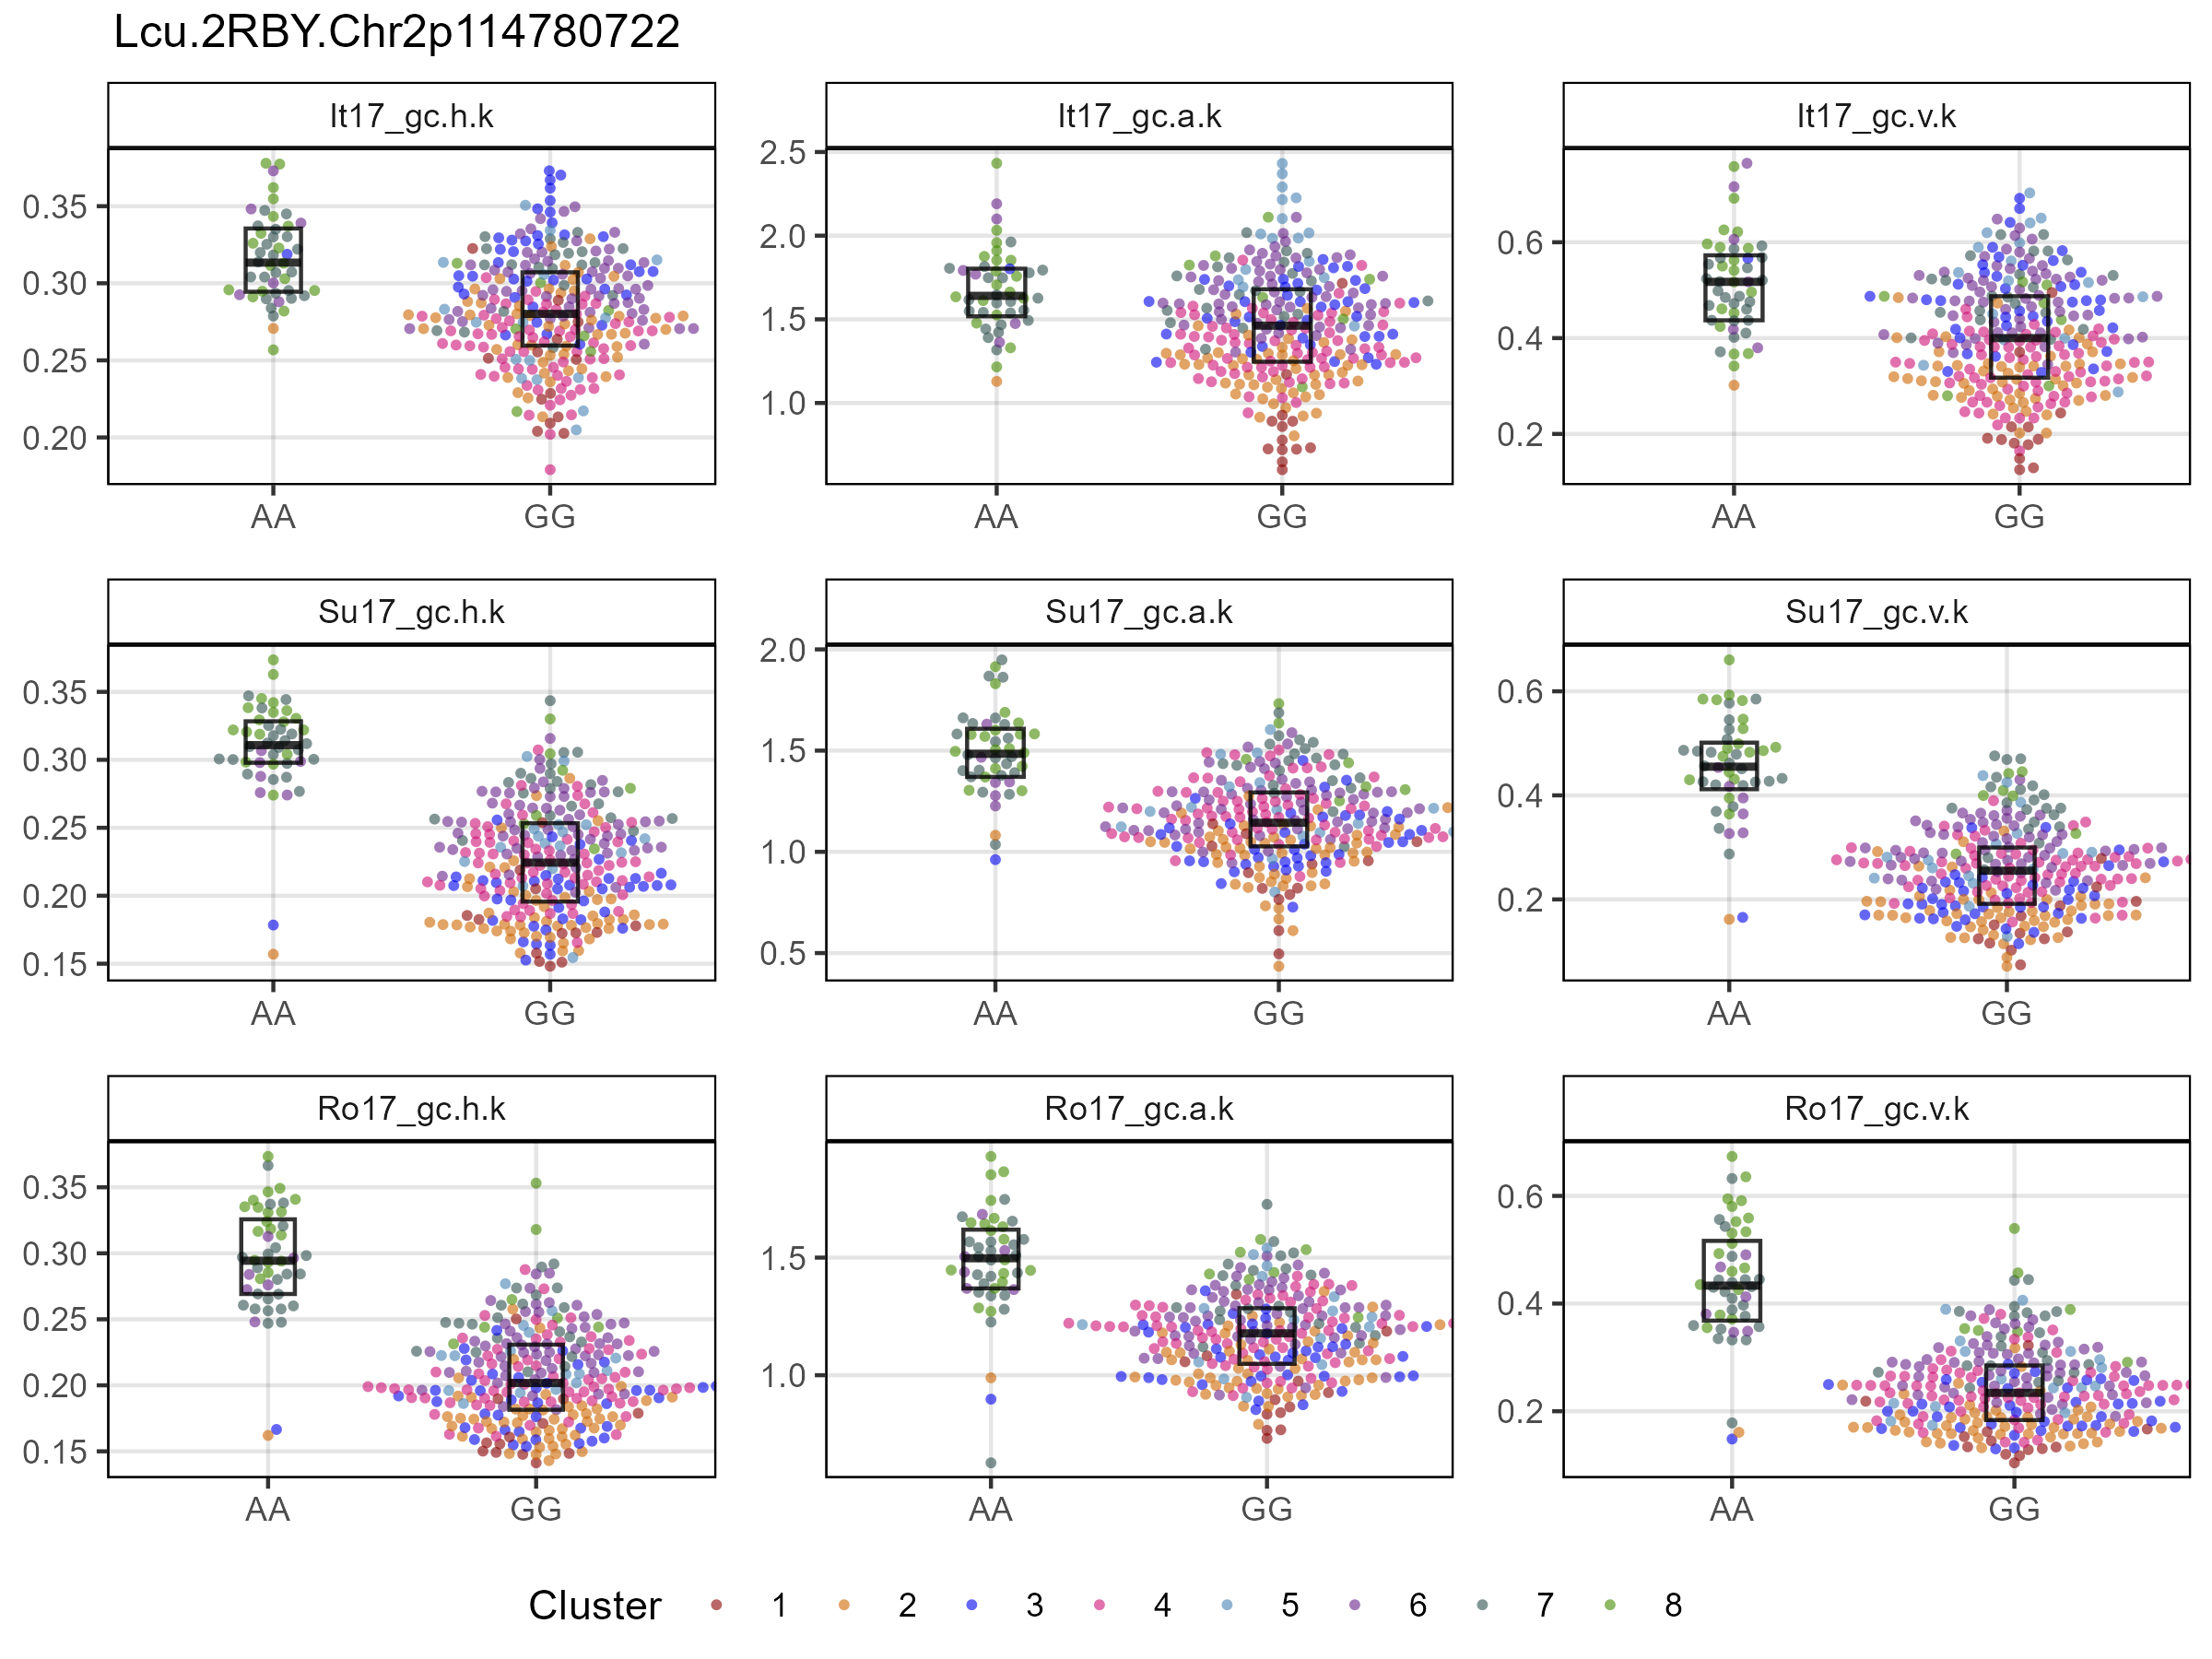 Lcu.2RBY.Chr2p114780722
It17_gc.h.k
It17_gc.a.k
It17_gc.v.k
0.35
0.30
0.25
0.20
2.5
2.0
1.5
1.0
0.6
0.4
0.2
AA GG
AA GG
AA GG
Su17_gc.h.k
Su17_gc.a.k
Su17_gc.v.k
0.35
0.30
0.25
0.20
0.15
2.0
1.5
1.0
0.5
0.6
0.4
0.2
AA GG
AA GG
AA GG
Ro17_gc.h.k
Ro17_gc.a.k
Ro17_gc.v.k
0.35
0.30
0.25
0.20
0.15
1.5
1.0
0.6
0.4
0.2
AA GG
AA GG
AA GG
Cluster 1 2 3 4 5 6 7 8